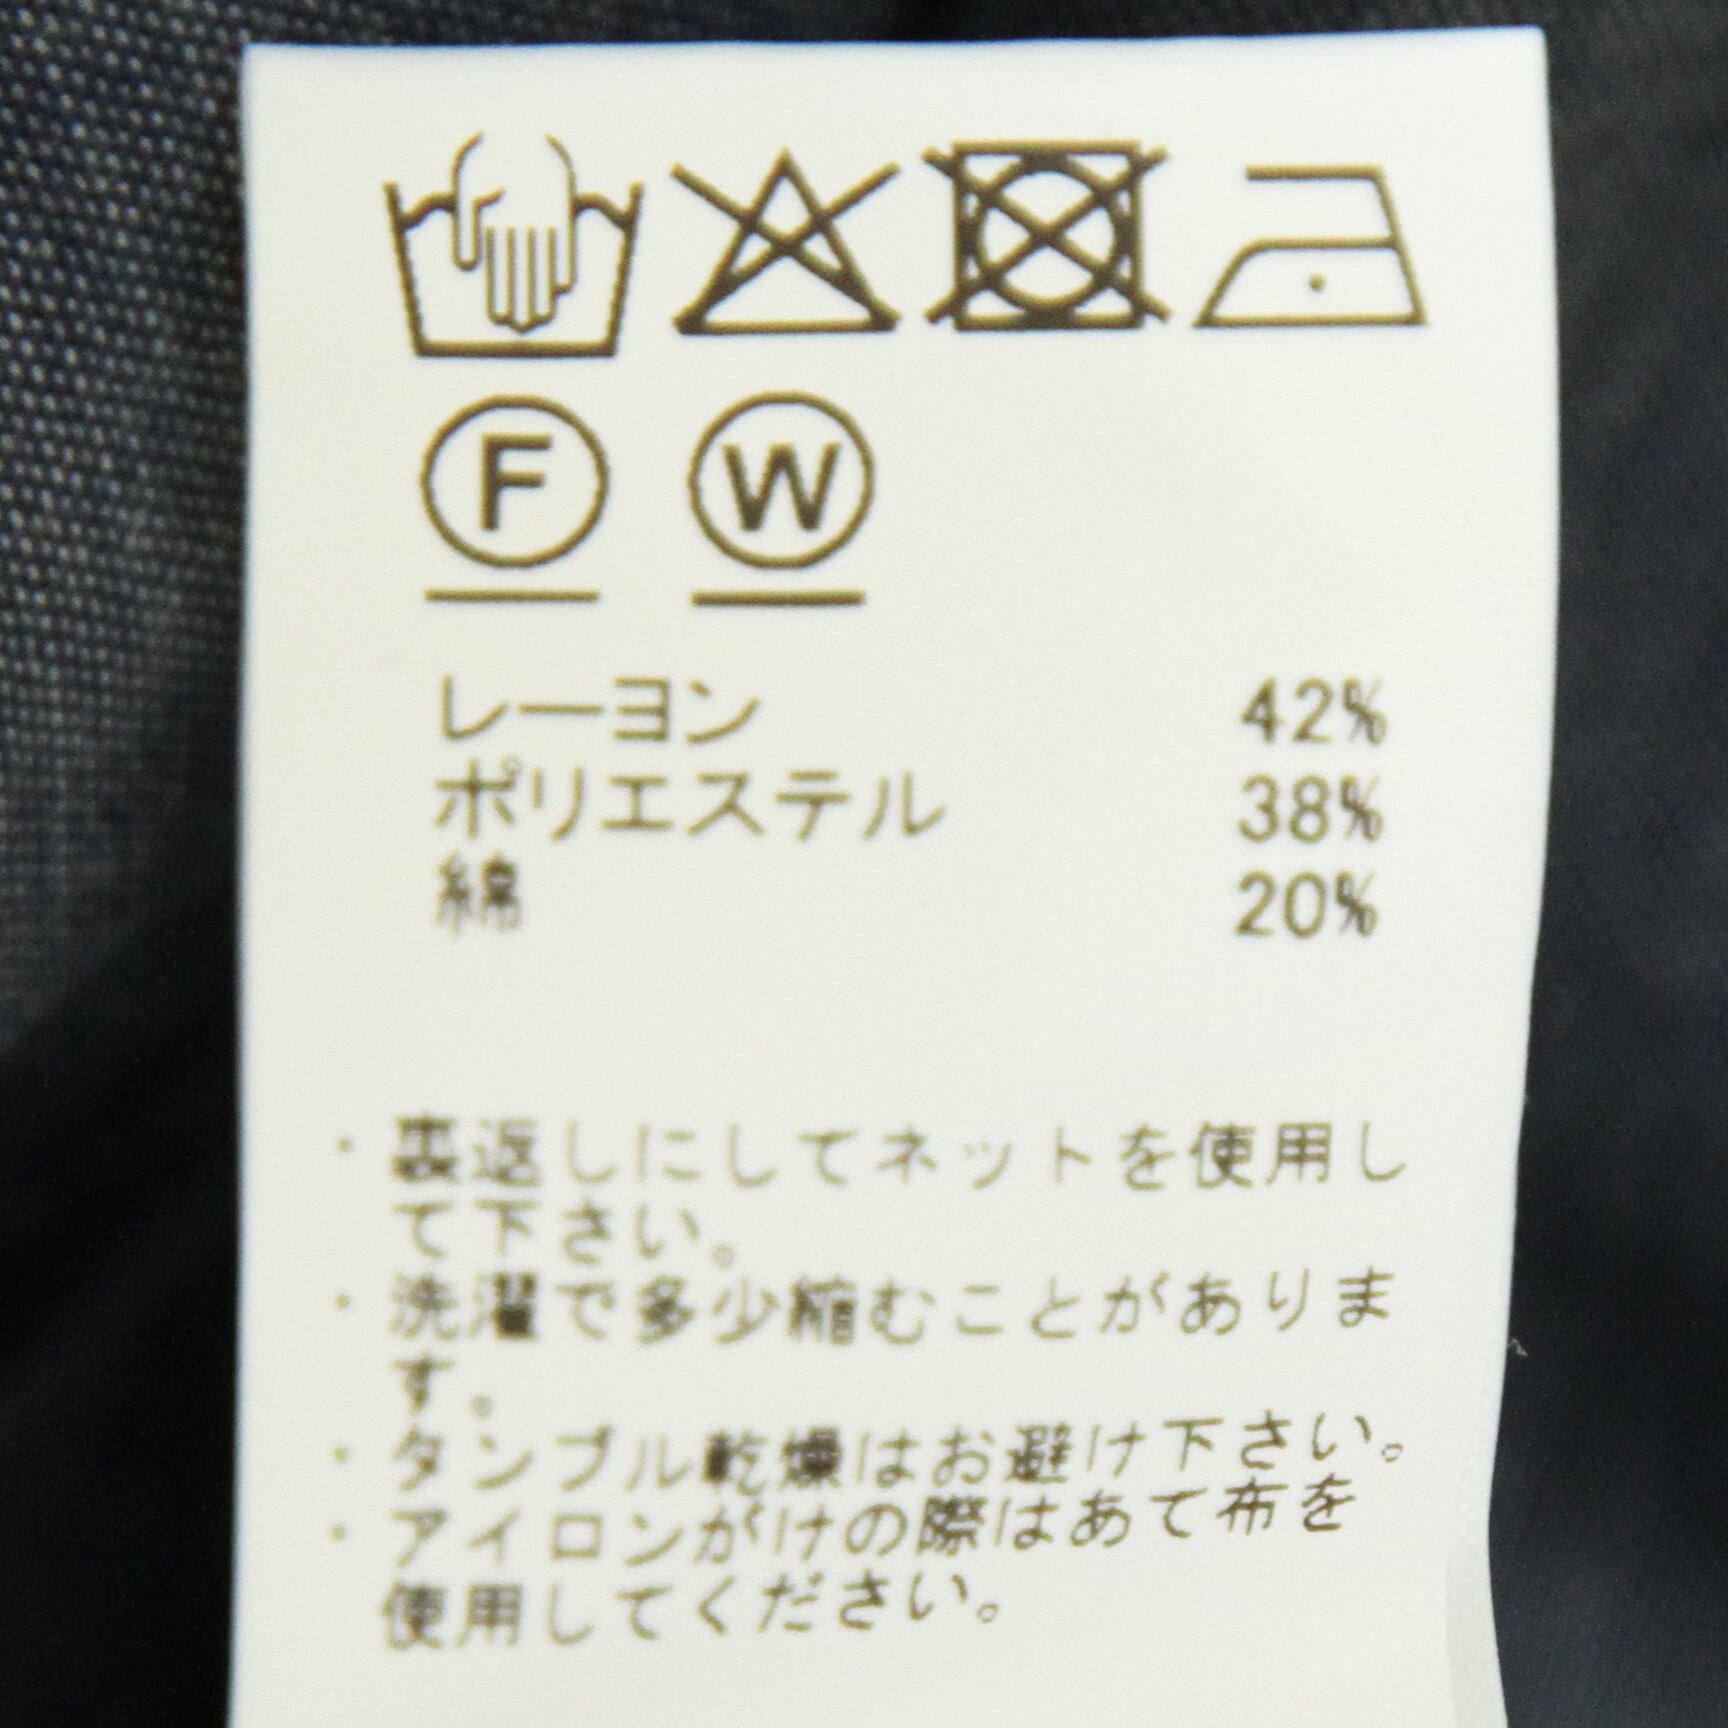 F W
レーヨン 42%
ポリエステル 38%
綿 20%
・裏返しにしてネットを使用し
て下さい。
・洗濯で多少縮むことがありま
す。
・タンブル乾燥はお避け下さい。
・アイロンがけの際はあて布を
使用してください。